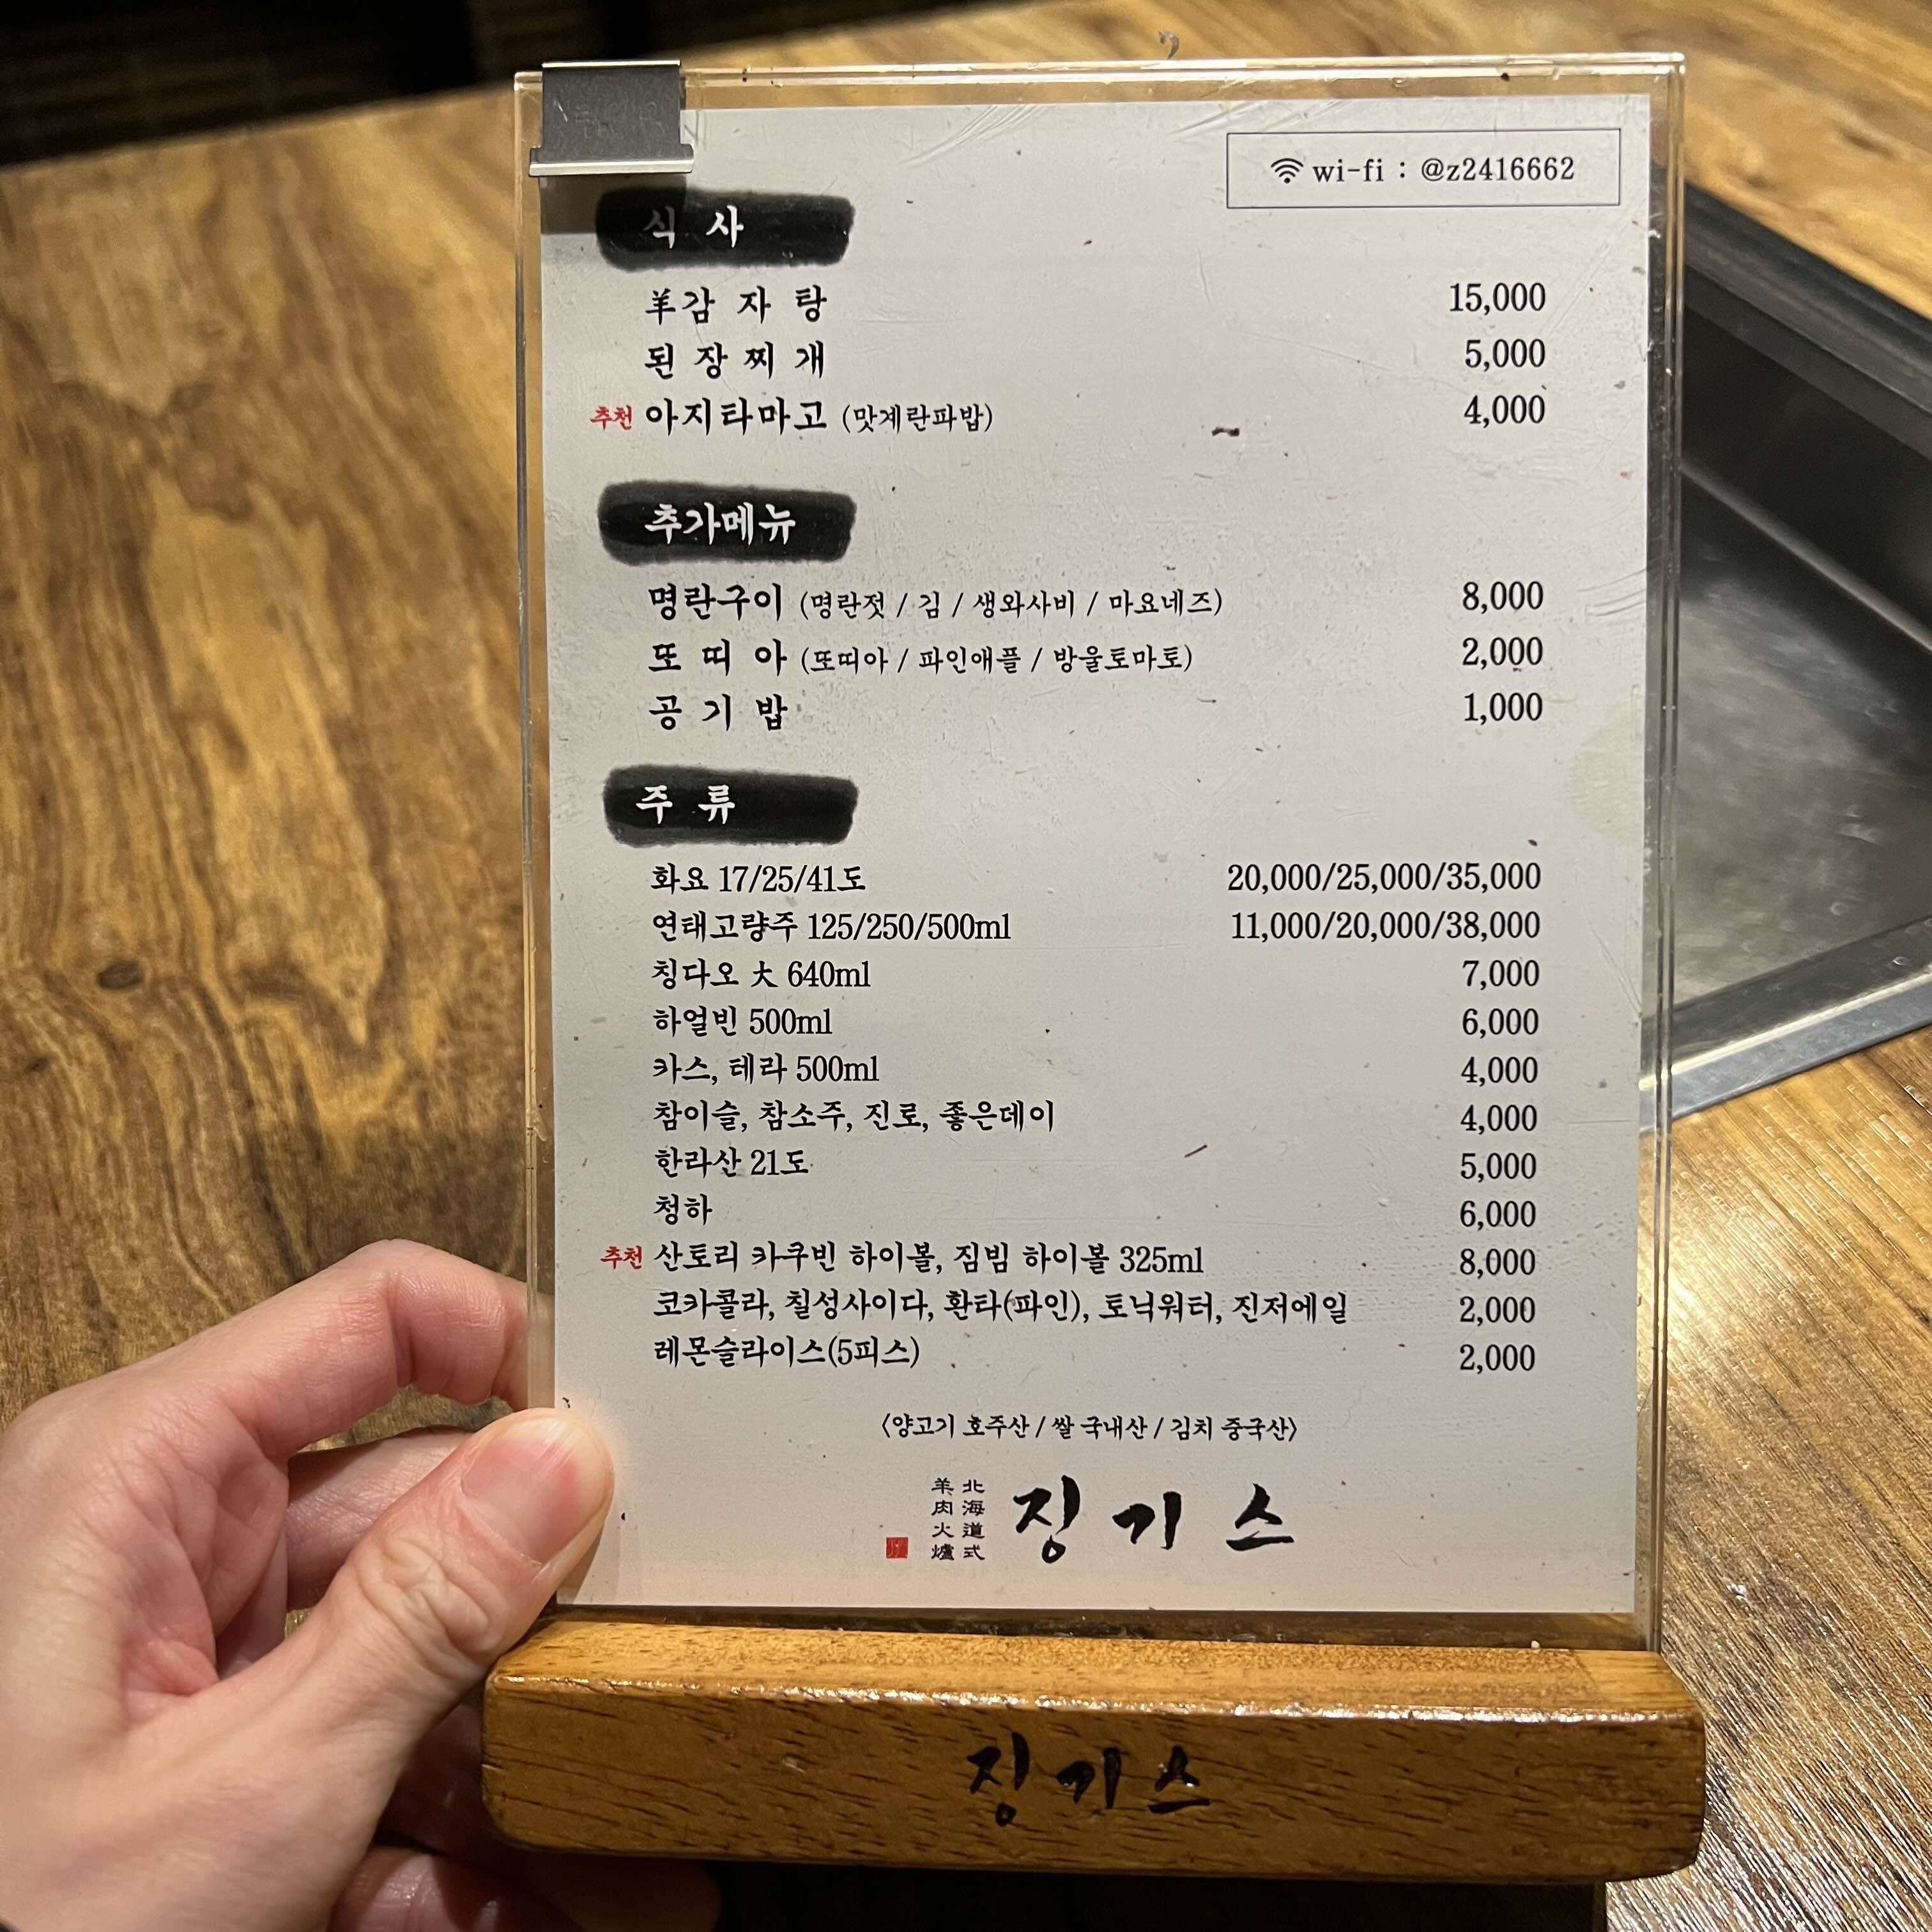 wi-fi : @z2416662
식 사
羊감 자 탕 15,000
된 장 찌 개 5,000
추천 아지타마고 (맛계란파밥) 4,000
추가메뉴
명란구이 (명란젓 / 김 / 생와사비 / 마요네즈) 8,000
또 띠 아 (또띠아 / 파인애플 / 방울토마토) 2,000
공 기 밥 1,000
주 류
화요 17/25/41도 20,000/25,000/35,000
연태고량주 125/250/500ml 11,000/20,000/38,000
칭다오 大 640ml 7,000
하얼빈 500ml 6,000
카스, 테라 500ml 4,000
참이슬, 참소주, 진로, 좋은데이 4,000
한라산 21도 5,000
청하 6,000
추천 산토리 카쿠빈 하이볼, 짐빔 하이볼 325ml 8,000
코카콜라, 칠성사이다, 환타(파인), 토닉워터, 진저에일 2,000
레몬슬라이스(5피스) 2,000
〈양고기 호주산 / 쌀 국내산 / 김치 중국산〉
北海道式
羊肉火爐
징기스
징기스